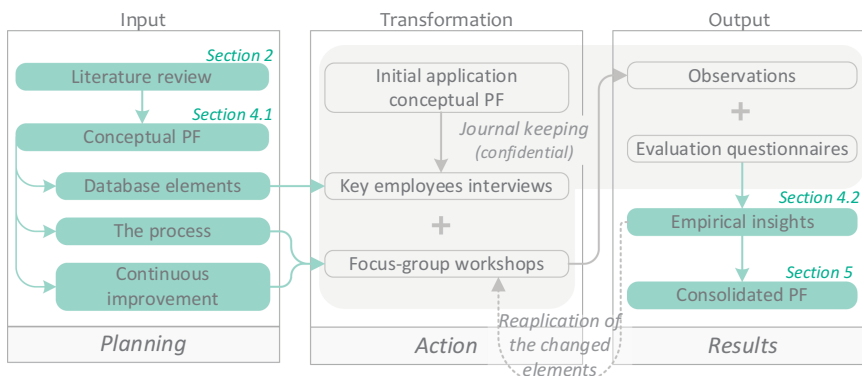 Input
Transformation
Output
Section 2
Literature review
Section 4.1
Conceptual PF
Database elements
The process
Continuous
improvement
Planning
Initial application
conceptual PF
Journal keeping
(confidential)
Key employees interviews
+
Focus-group workshops
Action
Observations
+
Evaluation questionnaires
Section 4.2
Empirical insights
Section 5
Consolidated PF
Reaplication of
the changed
elements
Results